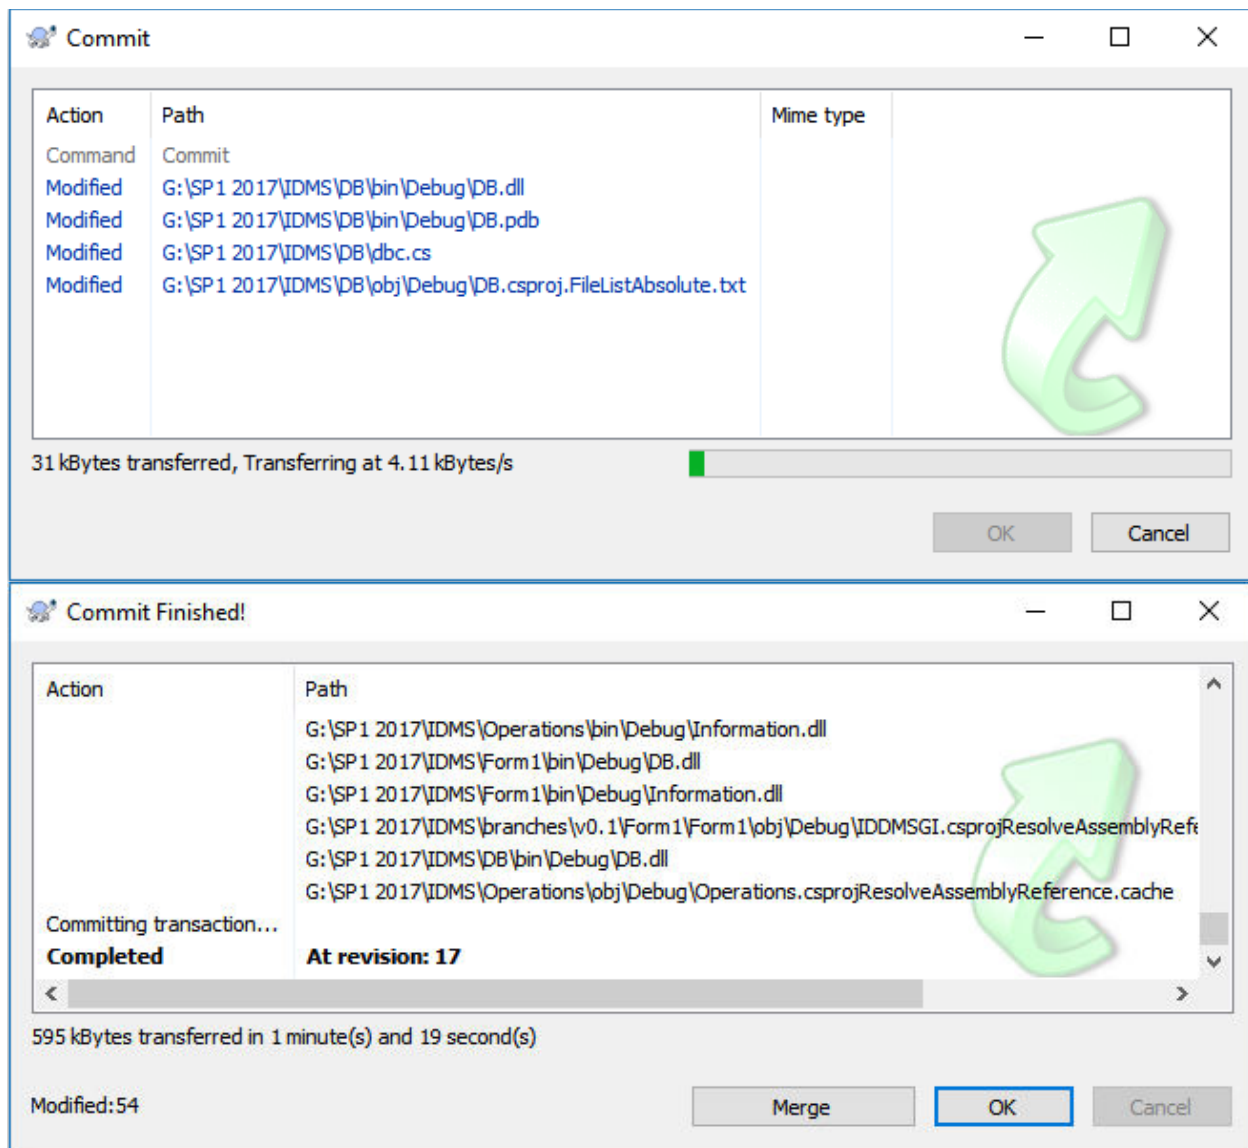 Commit
Action Path Mime type
Command Commit
Modified G:\SP1 2017\IDMS\DB\bin\Debug\DB.dll
Modified G:\SP1 2017\IDMS\DB\bin\Debug\DB.pdb
Modified G:\SP1 2017\IDMS\DB\dbc.cs
Modified G:\SP1 2017\IDMS\DB\obj\Debug\DB.csproj.FileListAbsolute.txt
31 kBytes transferred, Transferring at 4.11 kBytes/s
OK Cancel
Commit Finished!
Action Path
G:\SP1 2017\IDMS\Operations\bin\Debug\Information.dll
G:\SP1 2017\IDMS\Form1\bin\Debug\DB.dll
G:\SP1 2017\IDMS\Form1\bin\Debug\Information.dll
G:\SP1 2017\IDMS\branches\v0.1\Form1\Form1\obj\Debug\IDDMSGI.csprojResolveAssemblyRefe
G:\SP1 2017\IDMS\DB\bin\Debug\DB.dll
G:\SP1 2017\IDMS\Operations\obj\Debug\Operations.csprojResolveAssemblyReference.cache
Committing transaction...
Completed At revision: 17
595 kBytes transferred in 1 minute(s) and 19 second(s)
Modified:54 Merge OK Cancel